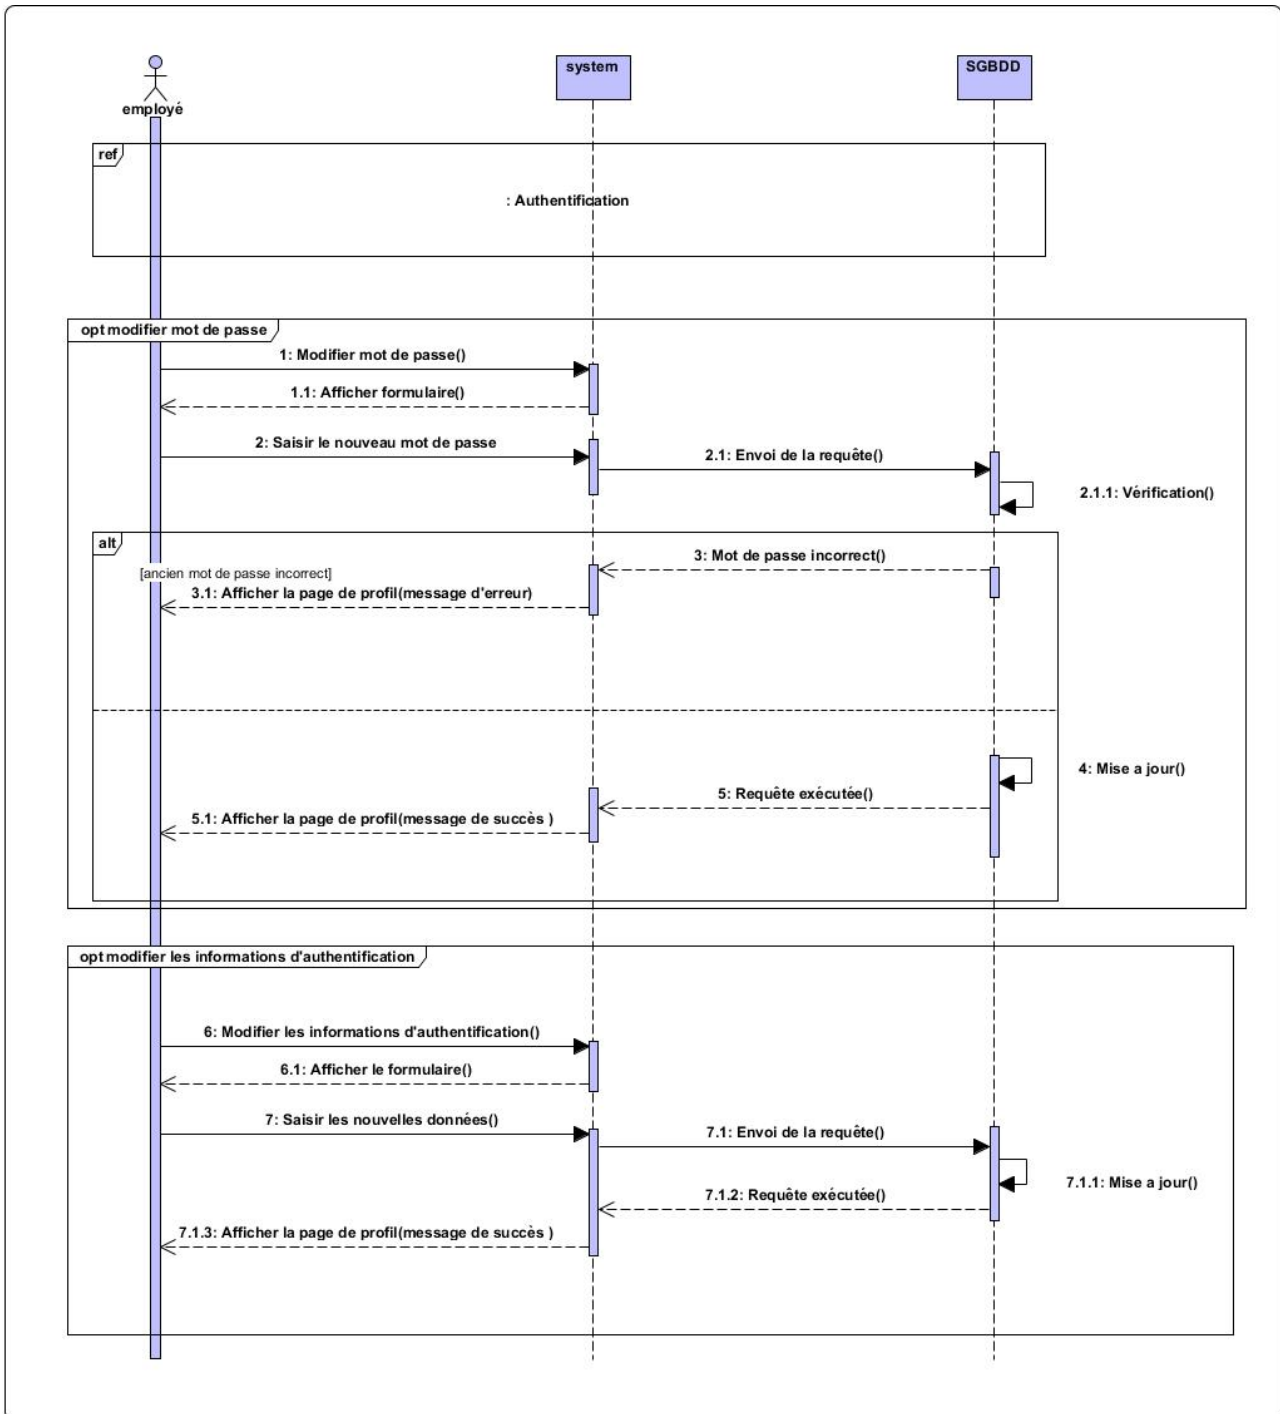 system
SGBDD
employé
ref
: Authentification
opt modifier mot de passe
1: Modifier mot de passe()
1.1: Afficher formulaire()
2: Saisir le nouveau mot de passe
2.1: Envoi de la requête()
2.1.1: Vérification()
alt
3: Mot de passe incorrect()
[ancien mot de passe incorrect]
3.1: Afficher la page de profil(message d'erreur)
4: Mise a jour()
5: Requête exécutée()
5.1: Afficher la page de profil(message de succès )
opt modifier les informations d'authentification
6: Modifier les informations d'authentification()
6.1: Afficher le formulaire()
7: Saisir les nouvelles données()
7.1: Envoi de la requête()
7.1.1: Mise a jour()
7.1.2: Requête exécutée()
7.1.3: Afficher la page de profil(message de succès )